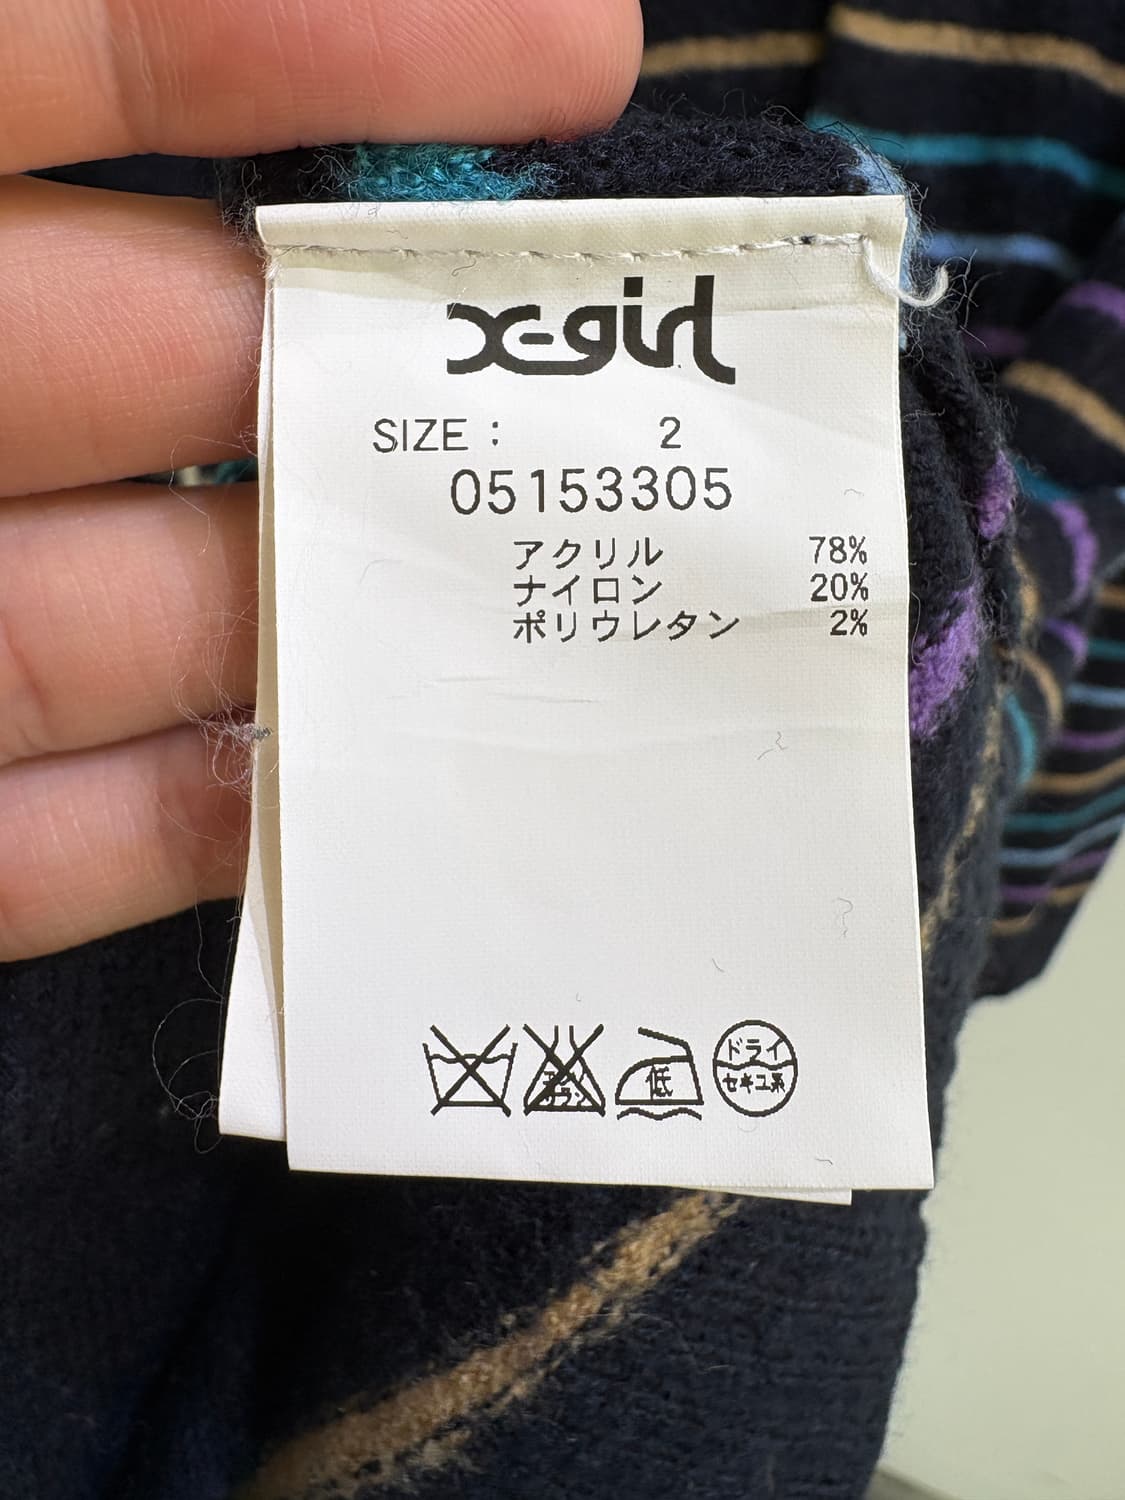 X-girl
SIZE : 2
05153305
アクリル 78%
ナイロン 20%
ポリウレタン 2%
低
ドライ
セキユ系